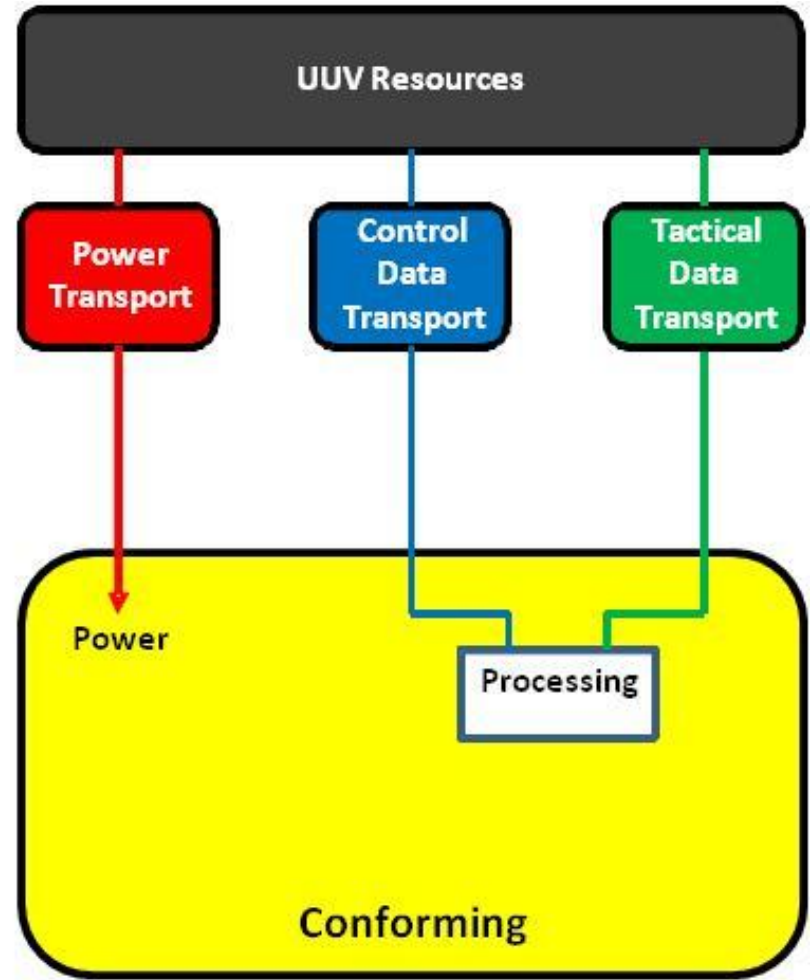 UUV Resources
Power
Transport
Control
Data
Transport
Tactical
Data
Transport
Power
Processing
Conforming